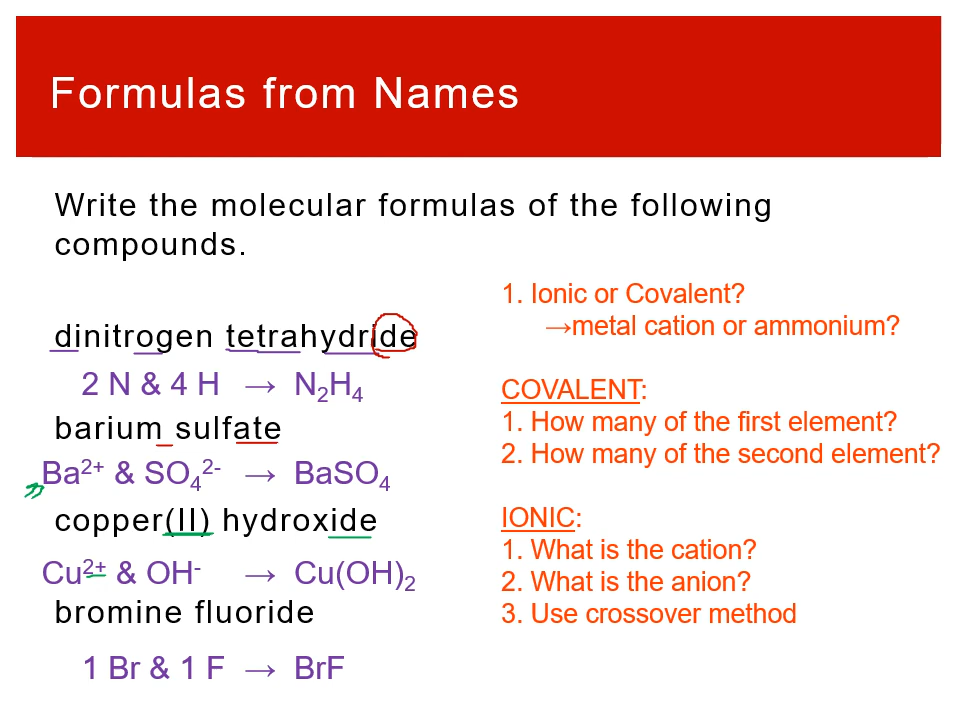 Formulas from Names
Write the molecular formulas of the following
compounds.
dinitrogen tetrahydride
2 N & 4 H → N₂H₄
barium sulfate
Ba²⁺ & SO₄²⁻ → BaSO₄
copper(II) hydroxide
Cu²⁺ & OH⁻ → Cu(OH)₂
bromine fluoride
1 Br & 1 F → BrF
1. Ionic or Covalent?
→metal cation or ammonium?
COVALENT:
1. How many of the first element?
2. How many of the second element?
IONIC:
1. What is the cation?
2. What is the anion?
3. Use crossover method